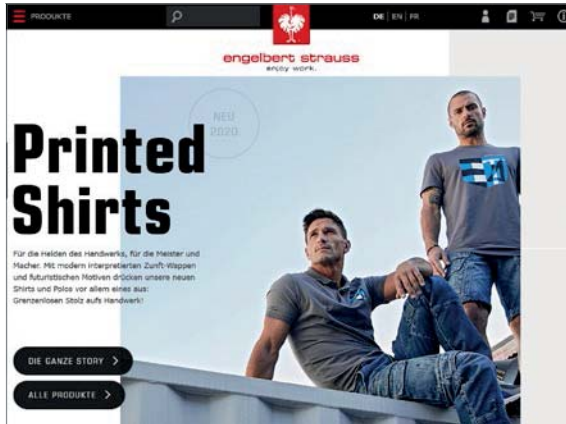 PRODUKTE
DE | EN | FR
engelbert strauss
enjoy work.
NEU
2020
Printed
Shirts
Für die Helden des Handwerks, für die Meister und
Macher. Mit modern interpretierten Zunft-Wappen
und futuristischen Motiven drücken unsere neuen
Shirts und Polos vor allem eines aus:
Grenzenlosen Stolz aufs Handwerk!
DIE GANZE STORY
ALLE PRODUKTE